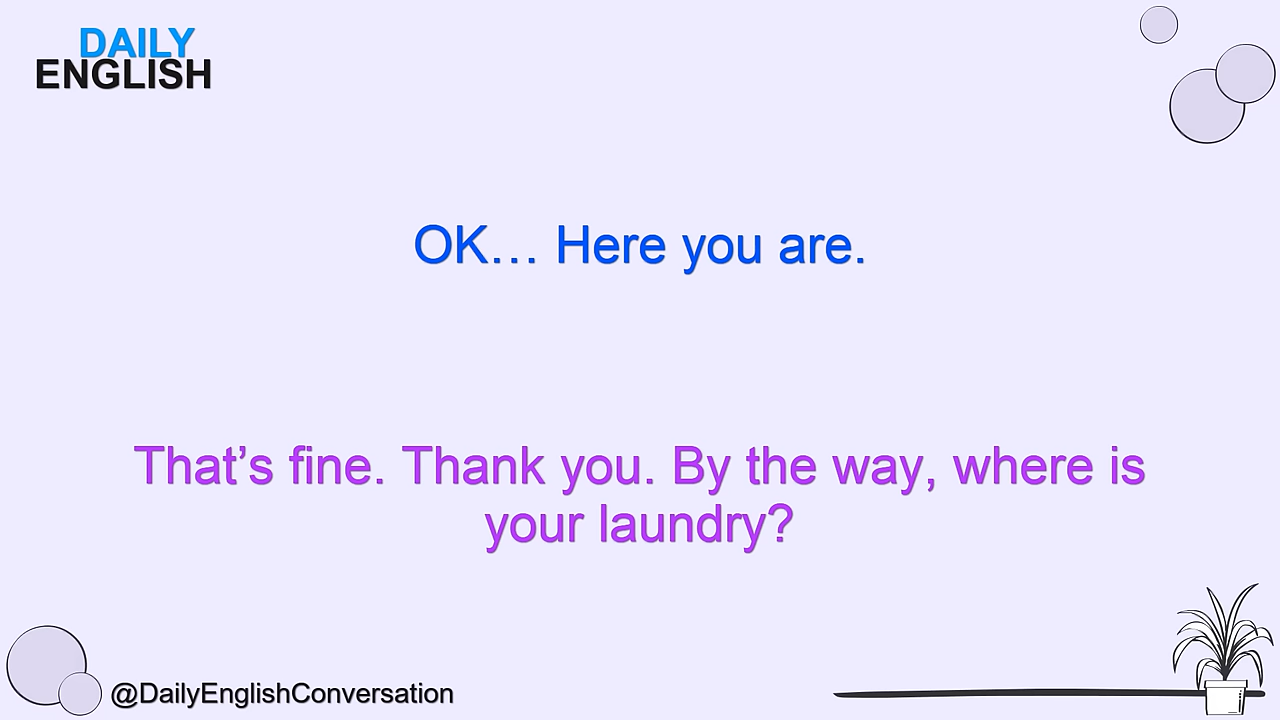 DAILY
ENGLISH
OK… Here you are.
That’s fine. Thank you. By the way, where is
your laundry?
@DailyEnglishConversation